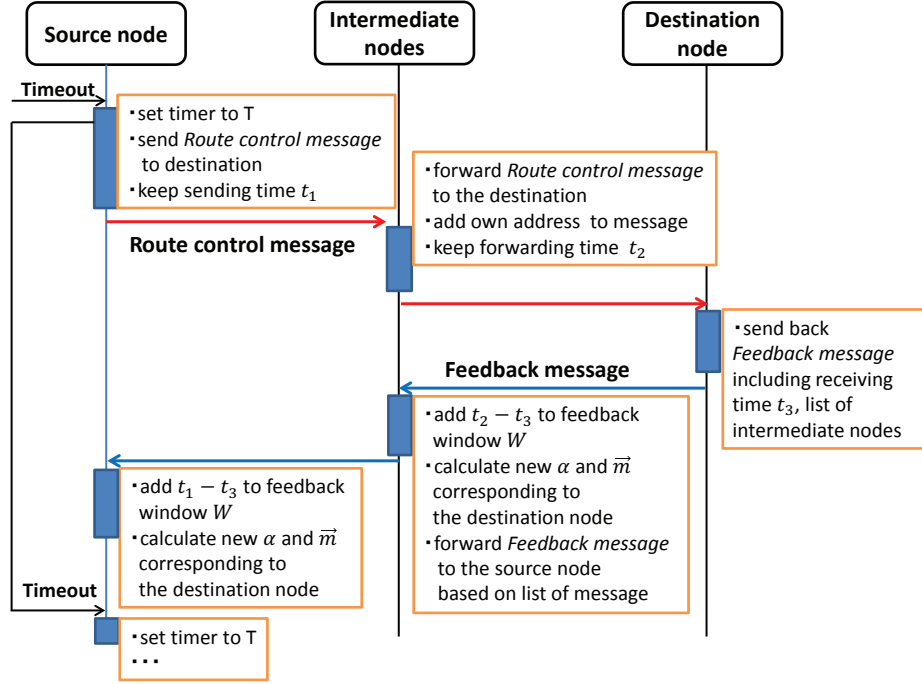 Source node
Intermediate
nodes
Destination
node
Timeout
・set timer to T
・send Route control message
to destination
・keep sending time t₁
Route control message
・forward Route control message
to the destination
・add own address to message
・keep forwarding time t₂
・send back
Feedback message
including receiving
time t₃, list of
intermediate nodes
Feedback message
・add t₂ − t₃ to feedback
window W
・calculate new α and m⃗
corresponding to
the destination node
・forward Feedback message
to the source node
based on list of message
・add t₁ − t₃ to feedback
window W
・calculate new α and m⃗
corresponding to
the destination node
Timeout
・set timer to T
・・・